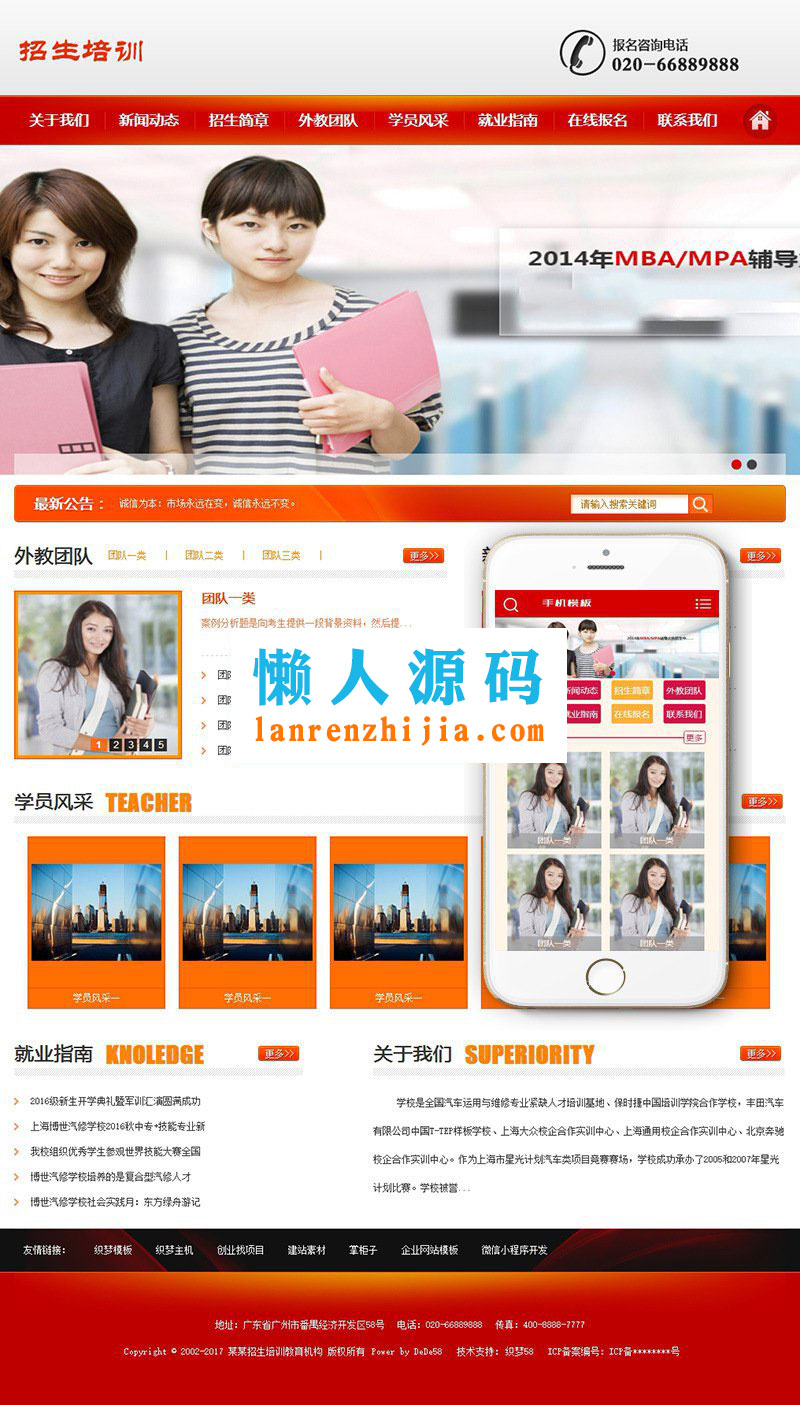 招生培训
报名咨询电话
020-66889888
关于我们 新闻动态 招生简章 外教团队 学员风采 就业指南 在线报名 联系我们
2014年MBA/MPA辅导
最新公告： 诚信为本：市场永远在变，诚信永远不变。 请输入搜索关键词
外教团队 团队一类 | 团队二类 | 团队三类 | 更多>> 更多>>
团队一类
案例分析题是向考生提供一段背景资料，然后提...
> 团
> 团
> 团
> 团
1 2 3 4 5
懒人源码
lanrenzhijia.com
手机模板
新闻动态 招生简章 外教团队
就业指南 在线报名 联系我们
更多
团队一类 团队一类
团队一类 团队一类
学员风采 TEACHER 更多>>
学员风采一 学员风采一 学员风采一
就业指南 KNOLEDGE 更多>>
> 2016级新生开学典礼暨军训汇演圆满成功
> 上海博世汽修学校2016秋中专+技能专业新
> 我校组织优秀学生参观世界技能大赛全国
> 博世汽修学校培养的是复合型汽修人才
> 博世汽修学校社会实践月：东方绿舟游记
关于我们 SUPERIORITY 更多>>
学校是全国汽车运用与维修专业紧缺人才培训基地、保时捷中国培训学院合作学校，丰田汽车
有限公司中国T-TEP样板学校、上海大众校企合作实训中心、上海通用校企合作实训中心、北京奔驰
校企合作实训中心。作为上海市星光计划汽车类项目竞赛赛场，学校成功承办了2005和2007年星光
计划比赛。学校被誉...
友情链接： 织梦模板 织梦主机 创业找项目 建站素材 掌柜子 企业网站模板 微信小程序开发
地址：广东省广州市番禺经济开发区58号 电话：020-66889888 传真：400-8888-7777
Copyright © 2002-2017 某某招生培训教育机构 版权所有 Power by DeDe58 技术支持：织梦58 ICP备案编号：ICP备********号